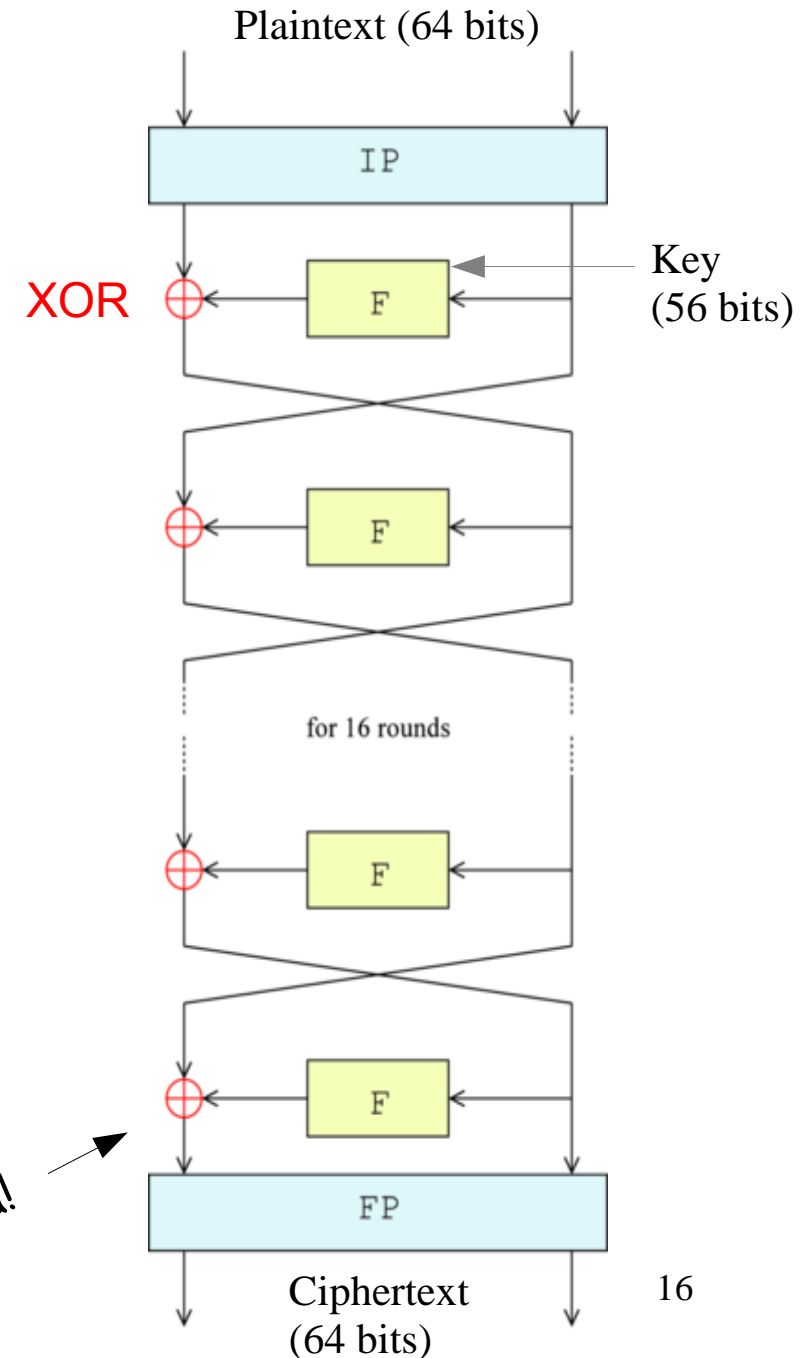 Plaintext (64 bits)
IP
Key
(56 bits)
XOR
F
F
for 16 rounds
F
F
FP
Ciphertext
(64 bits)
16